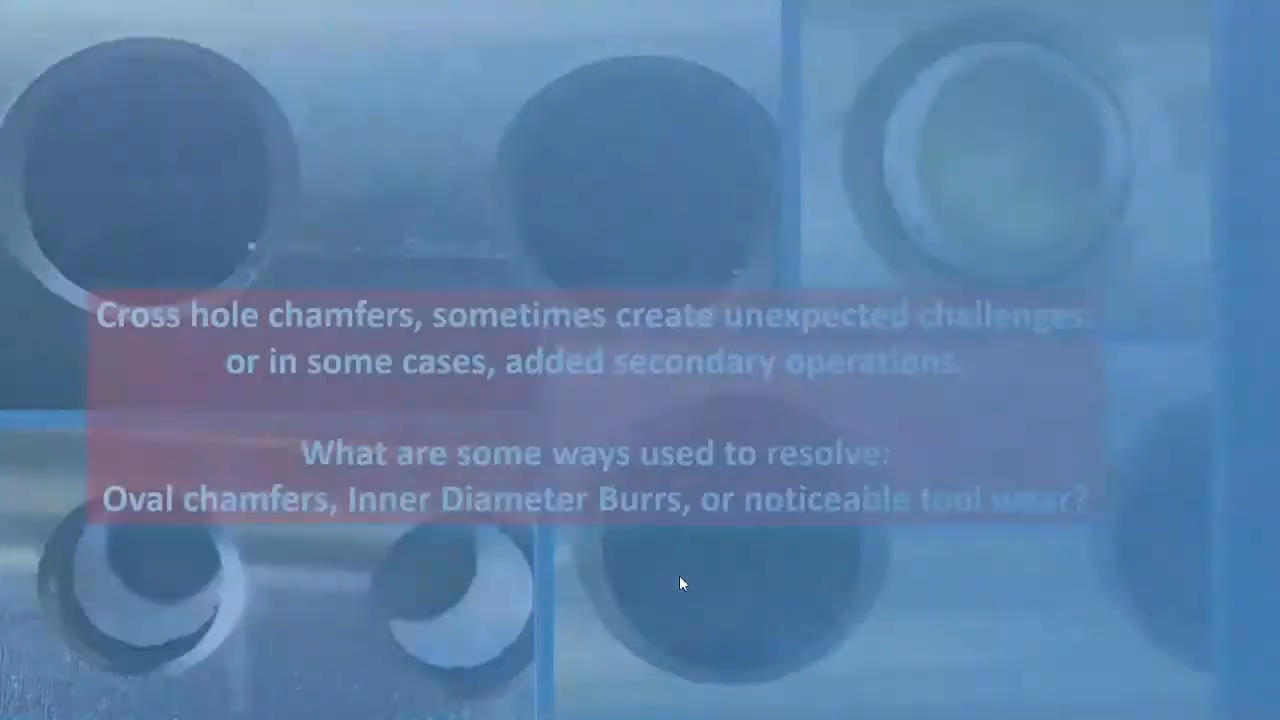 Cross hole chamfers, sometimes create unexpected challenges
or in some cases, added secondary operations.
What are some ways used to resolve:
Oval chamfers, Inner Diameter Burrs, or noticeable tool wear?